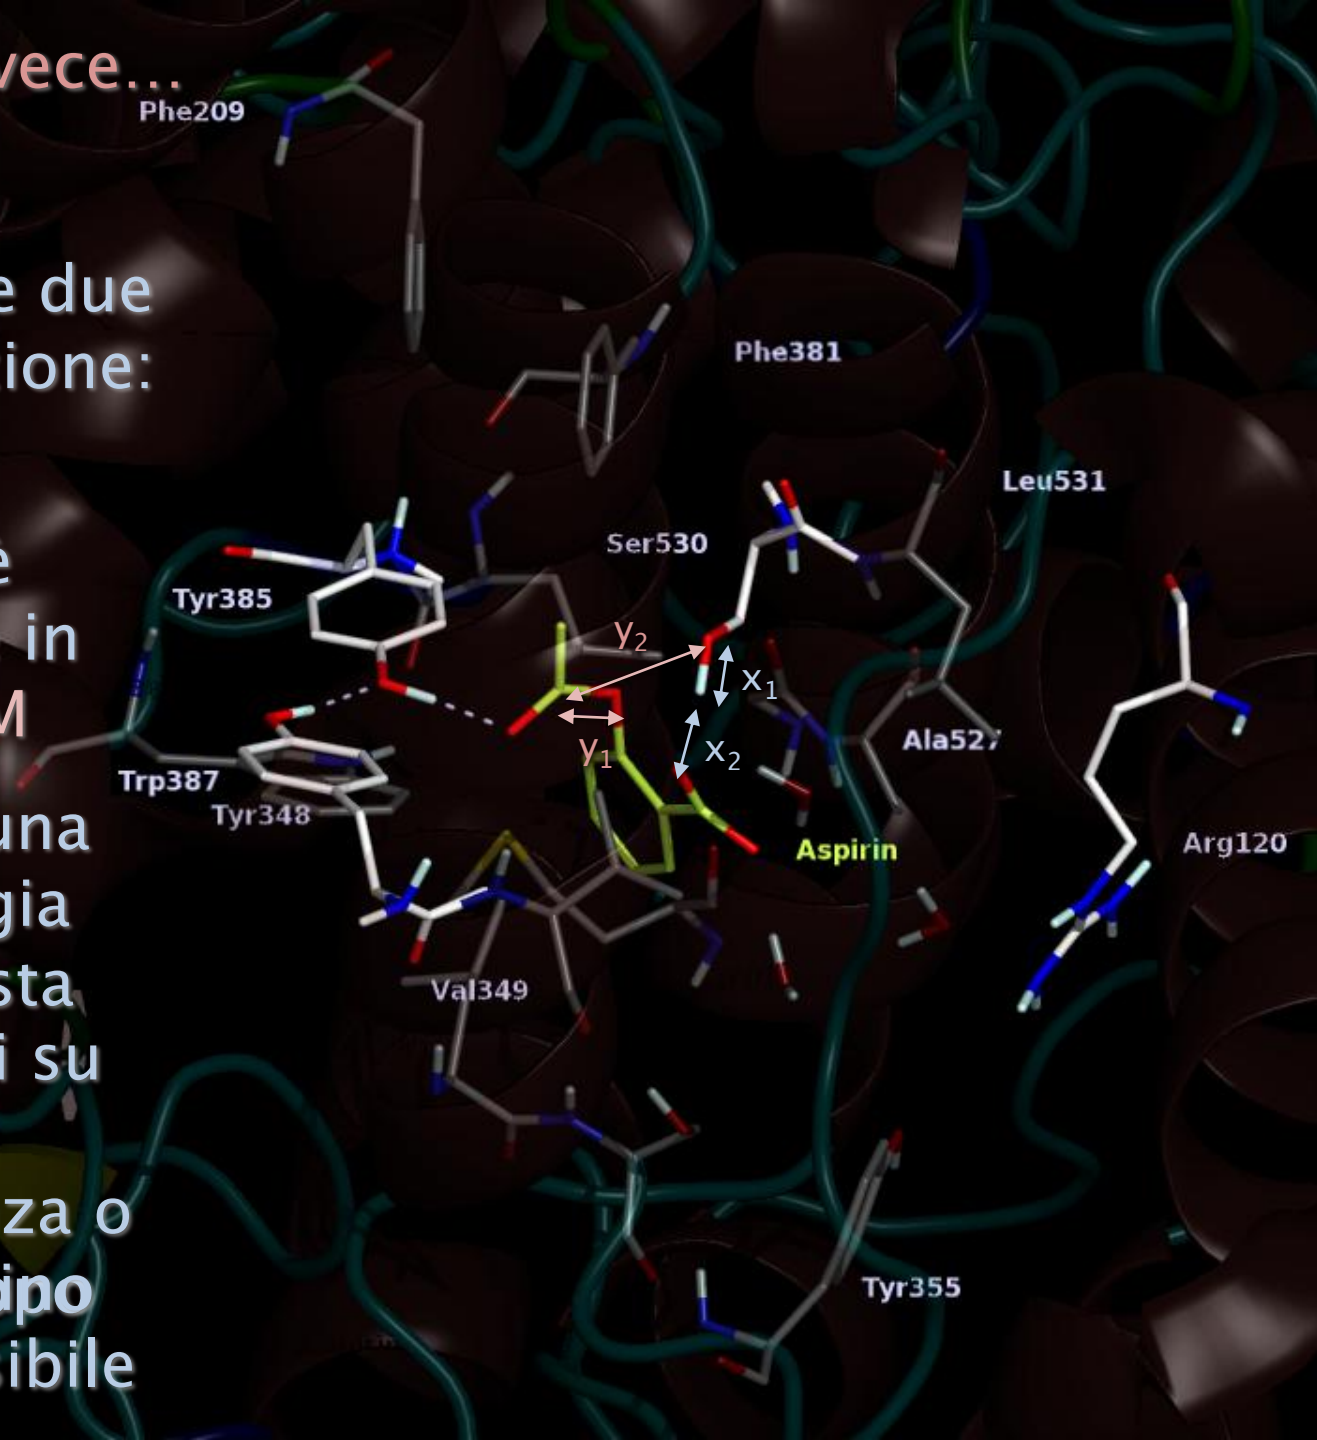 vece...
Phe209
e due
Phe381
ione:
Leu531
Ser530
è
Tyr385
y₂
in
x₁
M
Ala527
y₁
x₂
Trp387
Tyr348
una
Aspirin
Arg120
gia
sta
Val349
i su
za o
Tyr355
ipo
sibile